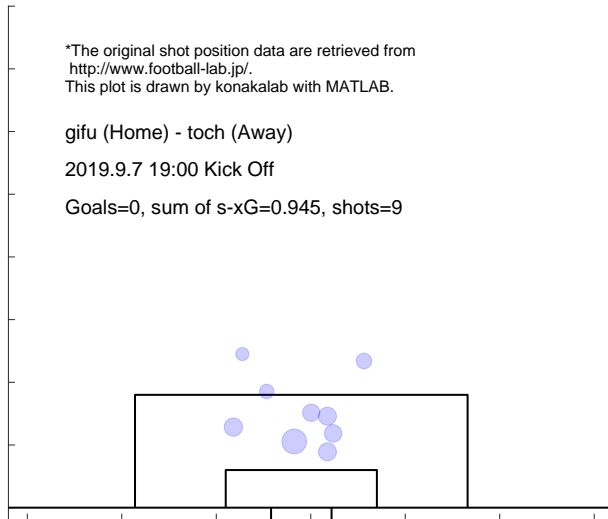 *The original shot position data are retrieved from
http://www.football-lab.jp/.
This plot is drawn by konakalab with MATLAB.
gifu (Home) - toch (Away)
2019.9.7 19:00 Kick Off
Goals=0, sum of s-xG=0.945, shots=9